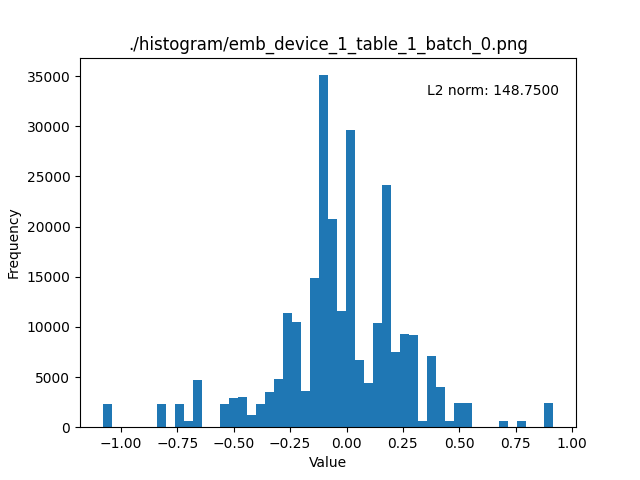 ./histogram/emb_device_1_table_1_batch_0.png
L2 norm: 148.7500
35000
30000
25000
20000
15000
10000
5000
0
Frequency
−1.00 −0.75 −0.50 −0.25 0.00 0.25 0.50 0.75 1.00
Value